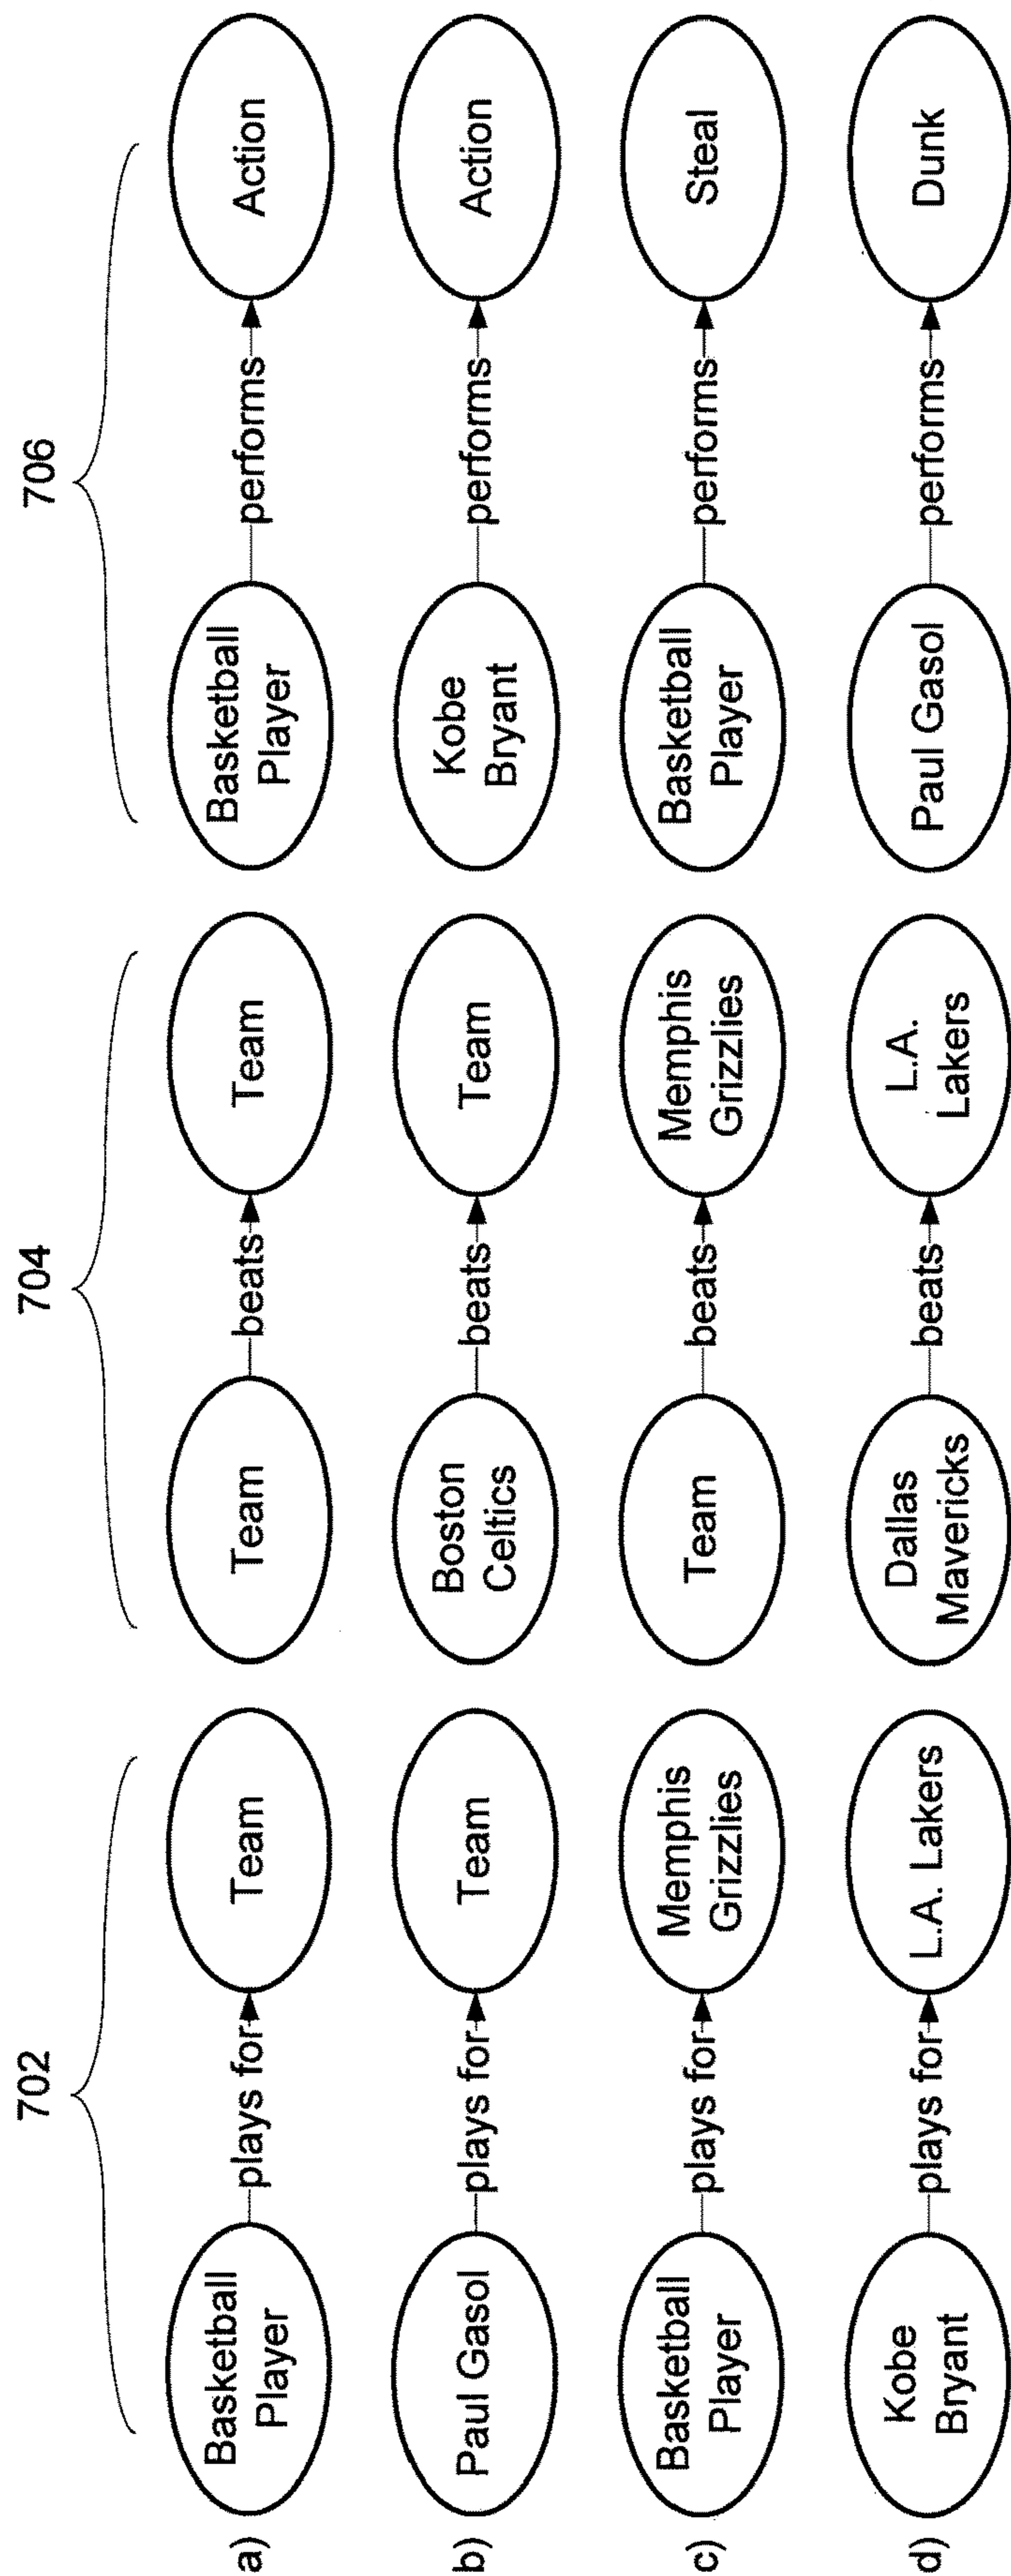 702
704
706
a)
Basketball
Player
plays for
Team
Team
beats
Team
Basketball
Player
performs
Action
b)
Paul Gasol
plays for
Team
Boston
Celtics
beats
Team
Kobe
Bryant
performs
Action
c)
Basketball
Player
plays for
Memphis
Grizzlies
Team
beats
Memphis
Grizzlies
Basketball
Player
performs
Steal
d)
Kobe
Bryant
plays for
L.A. Lakers
Dallas
Mavericks
beats
L.A.
Lakers
Paul Gasol
performs
Dunk